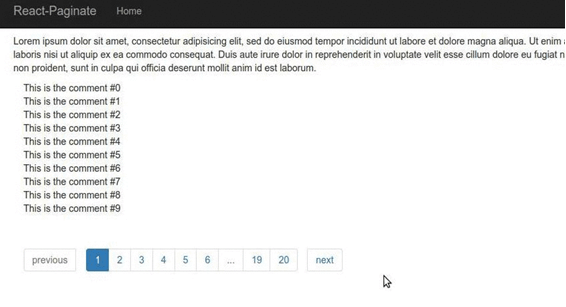 React-Paginate Home
Lorem ipsum dolor sit amet, consectetur adipisicing elit, sed do eiusmod tempor incididunt ut labore et dolore magna aliqua. Ut enim
laboris nisi ut aliquip ex ea commodo consequat. Duis aute irure dolor in reprehenderit in voluptate velit esse cillum dolore eu fugiat
non proident, sunt in culpa qui officia deserunt mollit anim id est laborum.
This is the comment #0
This is the comment #1
This is the comment #2
This is the comment #3
This is the comment #4
This is the comment #5
This is the comment #6
This is the comment #7
This is the comment #8
This is the comment #9
previous 1 2 3 4 5 6 ... 19 20 next